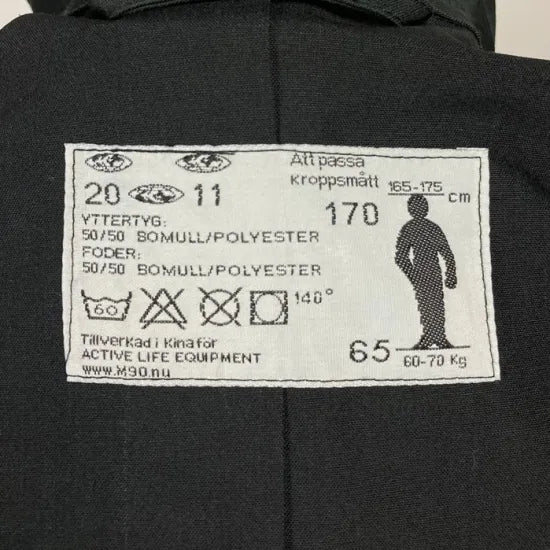 20 11
YTTERTYG:
50/50 BOMULL/POLYESTER
FODER:
50/50 BOMULL/POLYESTER
60
140°
Tillverkad i Kina för
ACTIVE LIFE EQUIPMENT
www.M90.nu
Att passa
kroppsmått
165-175
170
cm
65
60-70 Kg